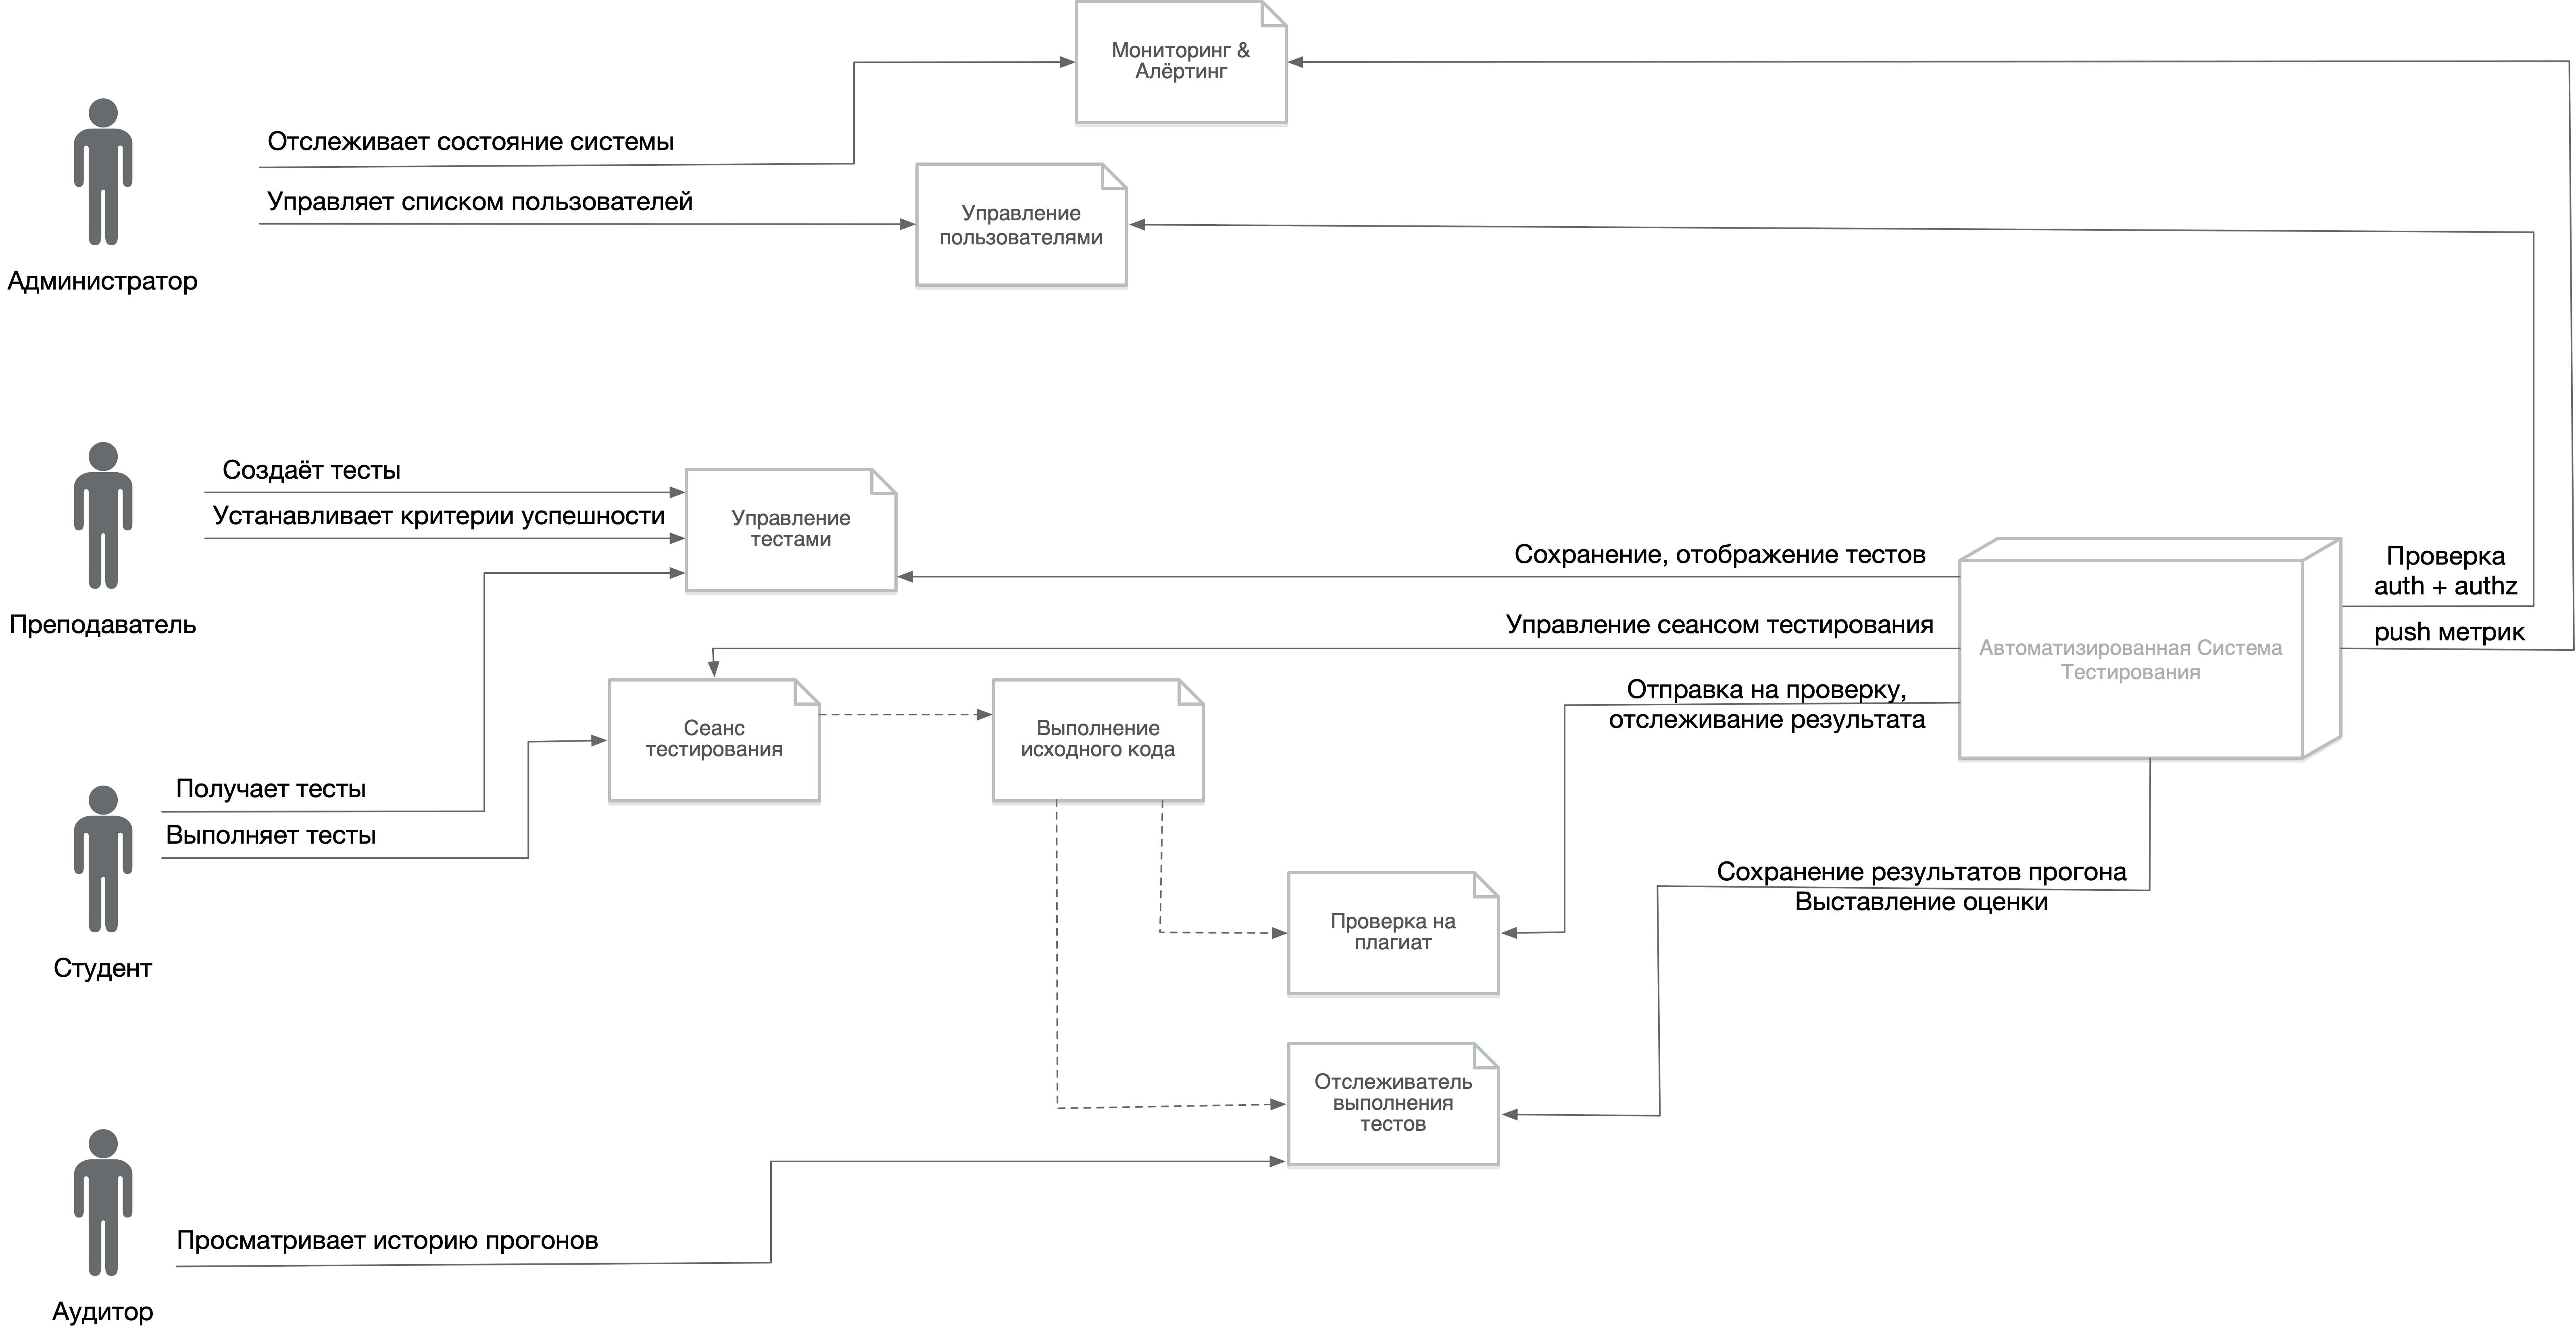 Мониторинг &
Алёртинг
Отслеживает состояние системы
Управляет списком пользователей
Управление
пользователями
Администратор
Создаёт тесты
Устанавливает критерии успешности
Управление
тестами
Преподаватель
Сохранение, отображение тестов
Управление сеансом тестирования
Отправка на проверку,
отслеживание результата
Автоматизированная Система
Тестирования
Проверка
auth + authz
push метрик
Сеанс
тестирования
Выполнение
исходного кода
Получает тесты
Выполняет тесты
Студент
Сохранение результатов прогона
Выставление оценки
Проверка на
плагиат
Отслеживатель
выполнения
тестов
Просматривает историю прогонов
Аудитор